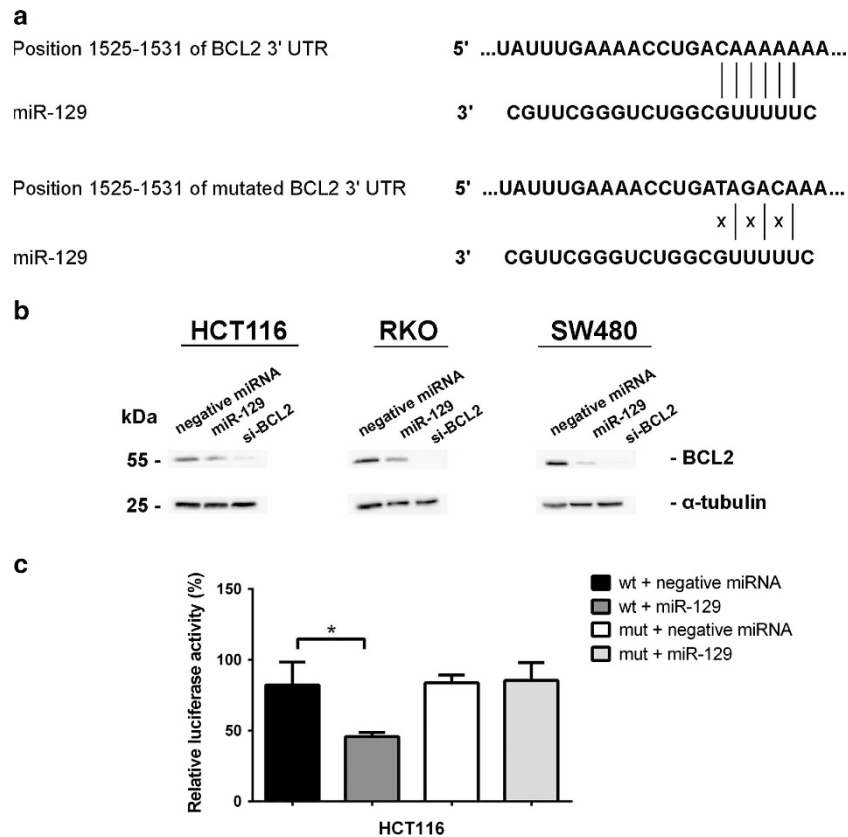 a
Position 1525-1531 of BCL2 3' UTR 5' ...UAUUUGAAAACCUGACAAAAAAA...
miR-129 3' CGUUCGGGUCUGGCGUUUUUC
Position 1525-1531 of mutated BCL2 3' UTR 5' ...UAUUUGAAAACCUGATAGACAAA...
x x x
miR-129 3' CGUUCGGGUCUGGCGUUUUUC
b
HCT116 RKO SW480
kDa negative miRNA miR-129 si-BCL2 negative miRNA miR-129 si-BCL2 negative miRNA miR-129 si-BCL2
55 - - BCL2
25 - - α-tubulin
c
Relative luciferase activity (%)
150
100
50
0
*
HCT116
wt + negative miRNA
wt + miR-129
mut + negative miRNA
mut + miR-129